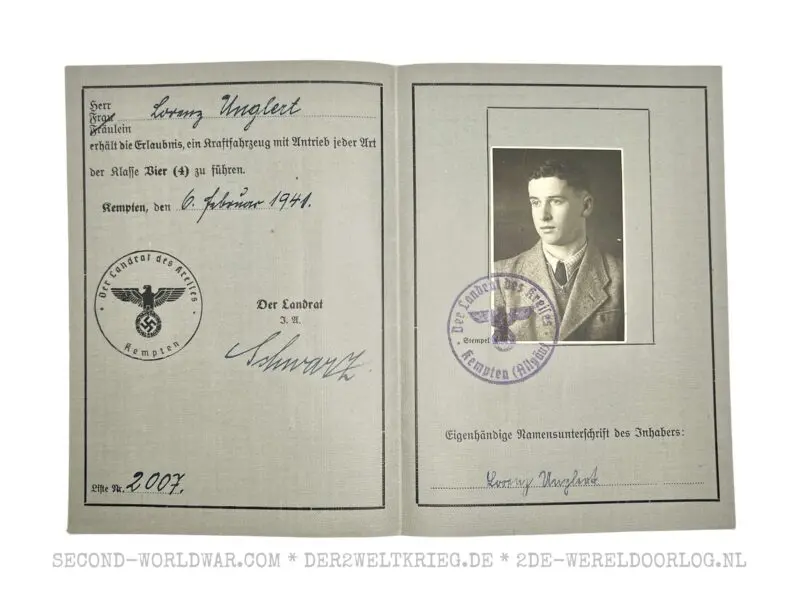 Herr
Frau Lorenz Unglert
Fräulein
erhält die Erlaubnis, ein Kraftfahrzeug mit Antrieb jeder Art
der Klasse Vier (4) zu führen.
Kempten, den 6. Februar 1941.
Der Landrat des Kreises
Kempten
Der Landrat
I. A.
Schwarz
Liste Nr. 2007.
Der Landrat des Kreises
Kempten (Allgäu)
Stempel
Eigenhändige Namensunterschrift des Inhabers:
Lorenz Unglert
SECOND-WORLDWAR.COM * DER2WELTKRIEG.DE * 2DE-WERELDOORLOG.NL